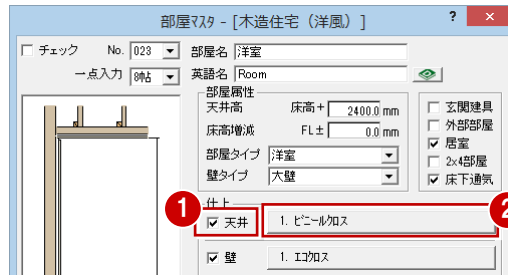 部屋ﾏｽﾀ - [木造住宅（洋風）]
? ×
チェック No. 023 部屋名 洋室
一点入力 8帖 英語名 Room
部屋属性
天井高 床高+ 2400.0 mm
玄関建具
床高増減 FL± 0.0 mm
外部部屋
部屋タイプ 洋室
居室
2×4部屋
壁タイプ 大壁
床下通気
仕上
1 天井 1. ﾋﾞﾆｰﾙｸﾛｽ 2
壁 1. ｴｺｸﾛｽ